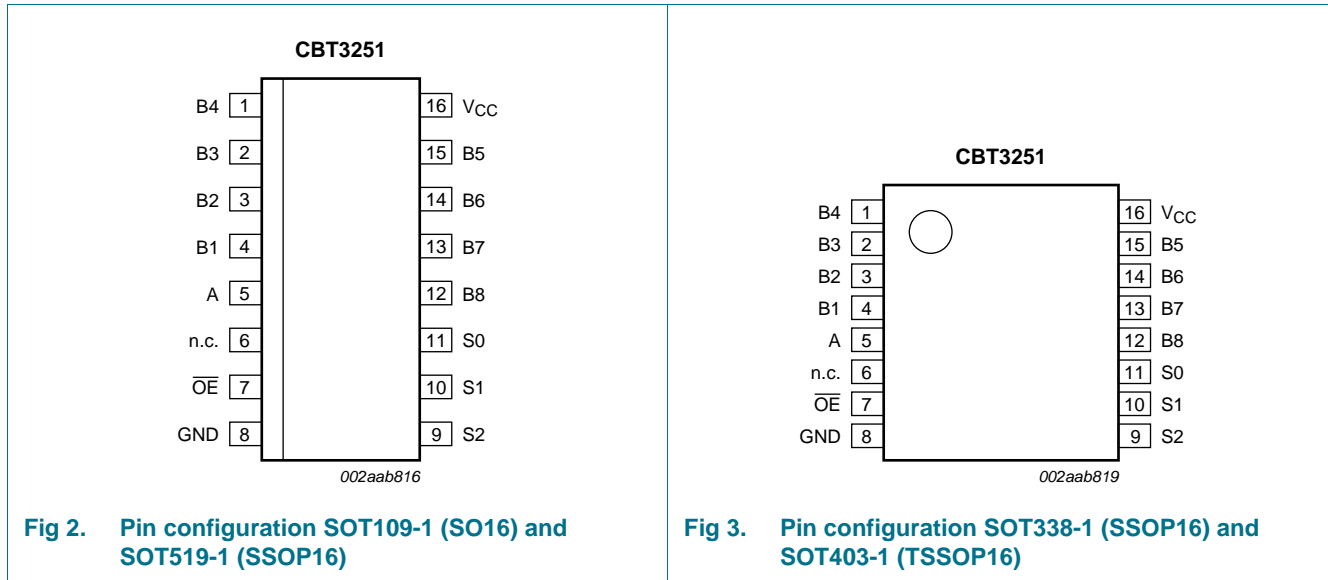 CBT3251
B4 1 16 VCC
B3 2 15 B5
B2 3 14 B6
B1 4 13 B7
A 5 12 B8
n.c. 6 11 S0
OE 7 10 S1
GND 8 9 S2
002aab816
Fig 2. Pin configuration SOT109-1 (SO16) and
SOT519-1 (SSOP16)
CBT3251
B4 1 16 VCC
B3 2 15 B5
B2 3 14 B6
B1 4 13 B7
A 5 12 B8
n.c. 6 11 S0
OE 7 10 S1
GND 8 9 S2
002aab819
Fig 3. Pin configuration SOT338-1 (SSOP16) and
SOT403-1 (TSSOP16)